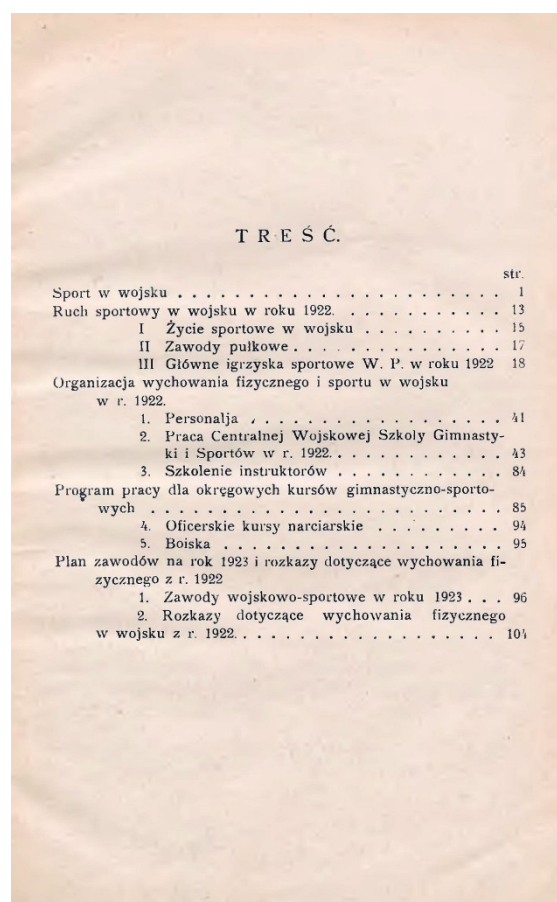 TREŚĆ.
str.
Sport w wojsku . . . . . . . . . . . . . . . . . . . . . . . 1
Ruch sportowy w wojsku w roku 1922. . . . . . . . . . . . 13
I Życie sportowe w wojsku . . . . . . . . . . 15
II Zawody pułkowe . . . . . . . . . . . . . . . 17
III Główne igrzyska sportowe W. P. w roku 1922 18
Organizacja wychowania fizycznego i sportu w wojsku
w r. 1922.
1. Personalja . . . . . . . . . . . . . . . . . . 41
2. Praca Centralnej Wojskowej Szkoły Gimnasty-
ki i Sportów w r. 1922. . . . . . . . . . . . . 43
3. Szkolenie instruktorów . . . . . . . . . . . . 84
Program pracy dla okręgowych kursów gimnastyczno-sporto-
wych . . . . . . . . . . . . . . . . . . . . . . . . . 85
4. Oficerskie kursy narciarskie . . . . . . . . . 94
5. Boiska . . . . . . . . . . . . . . . . . . . . 95
Plan zawodów na rok 1923 i rozkazy dotyczące wychowania fi-
zycznego z r. 1922
1. Zawody wojskowo-sportowe w roku 1923 . . . 96
2. Rozkazy dotyczące wychowania fizycznego
w wojsku z r. 1922. . . . . . . . . . . . . . . . . . . 104